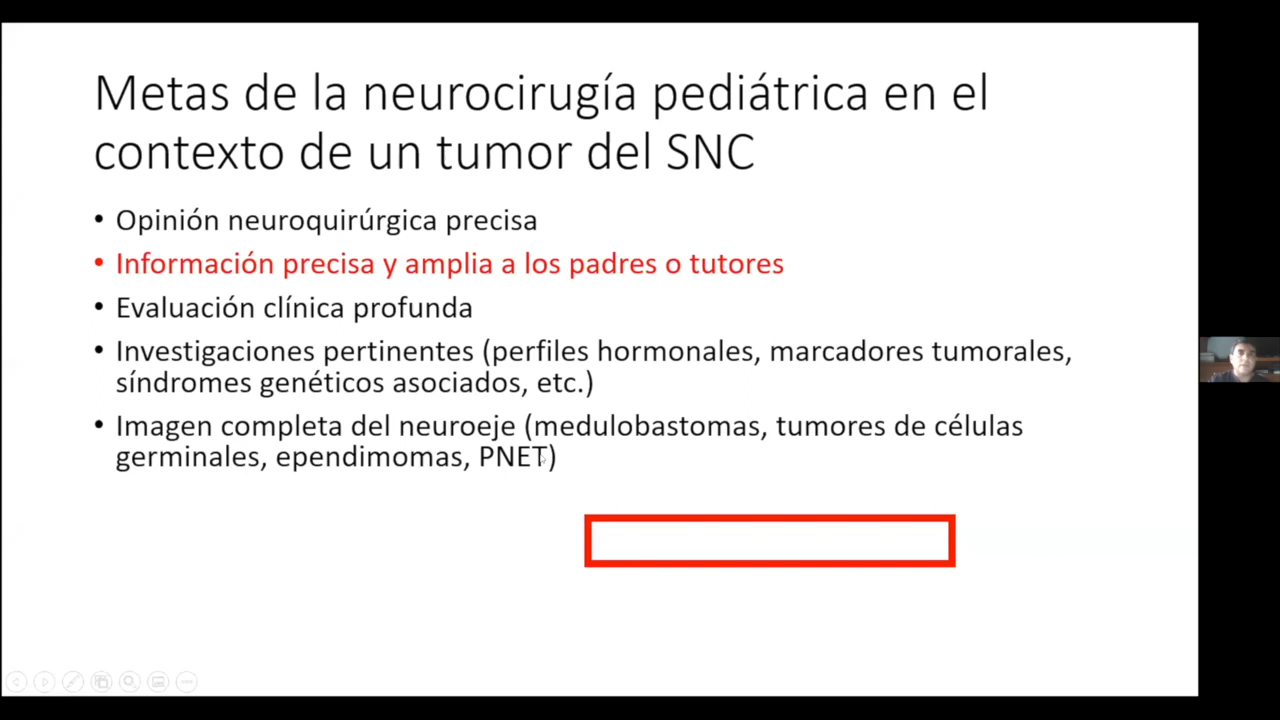 Metas de la neurocirugía pediátrica en el
contexto de un tumor del SNC
• Opinión neuroquirúrgica precisa
• Información precisa y amplia a los padres o tutores
• Evaluación clínica profunda
• Investigaciones pertinentes (perfiles hormonales, marcadores tumorales,
síndromes genéticos asociados, etc.)
• Imagen completa del neuroeje (medulobastomas, tumores de células
germinales, ependimomas, PNET)